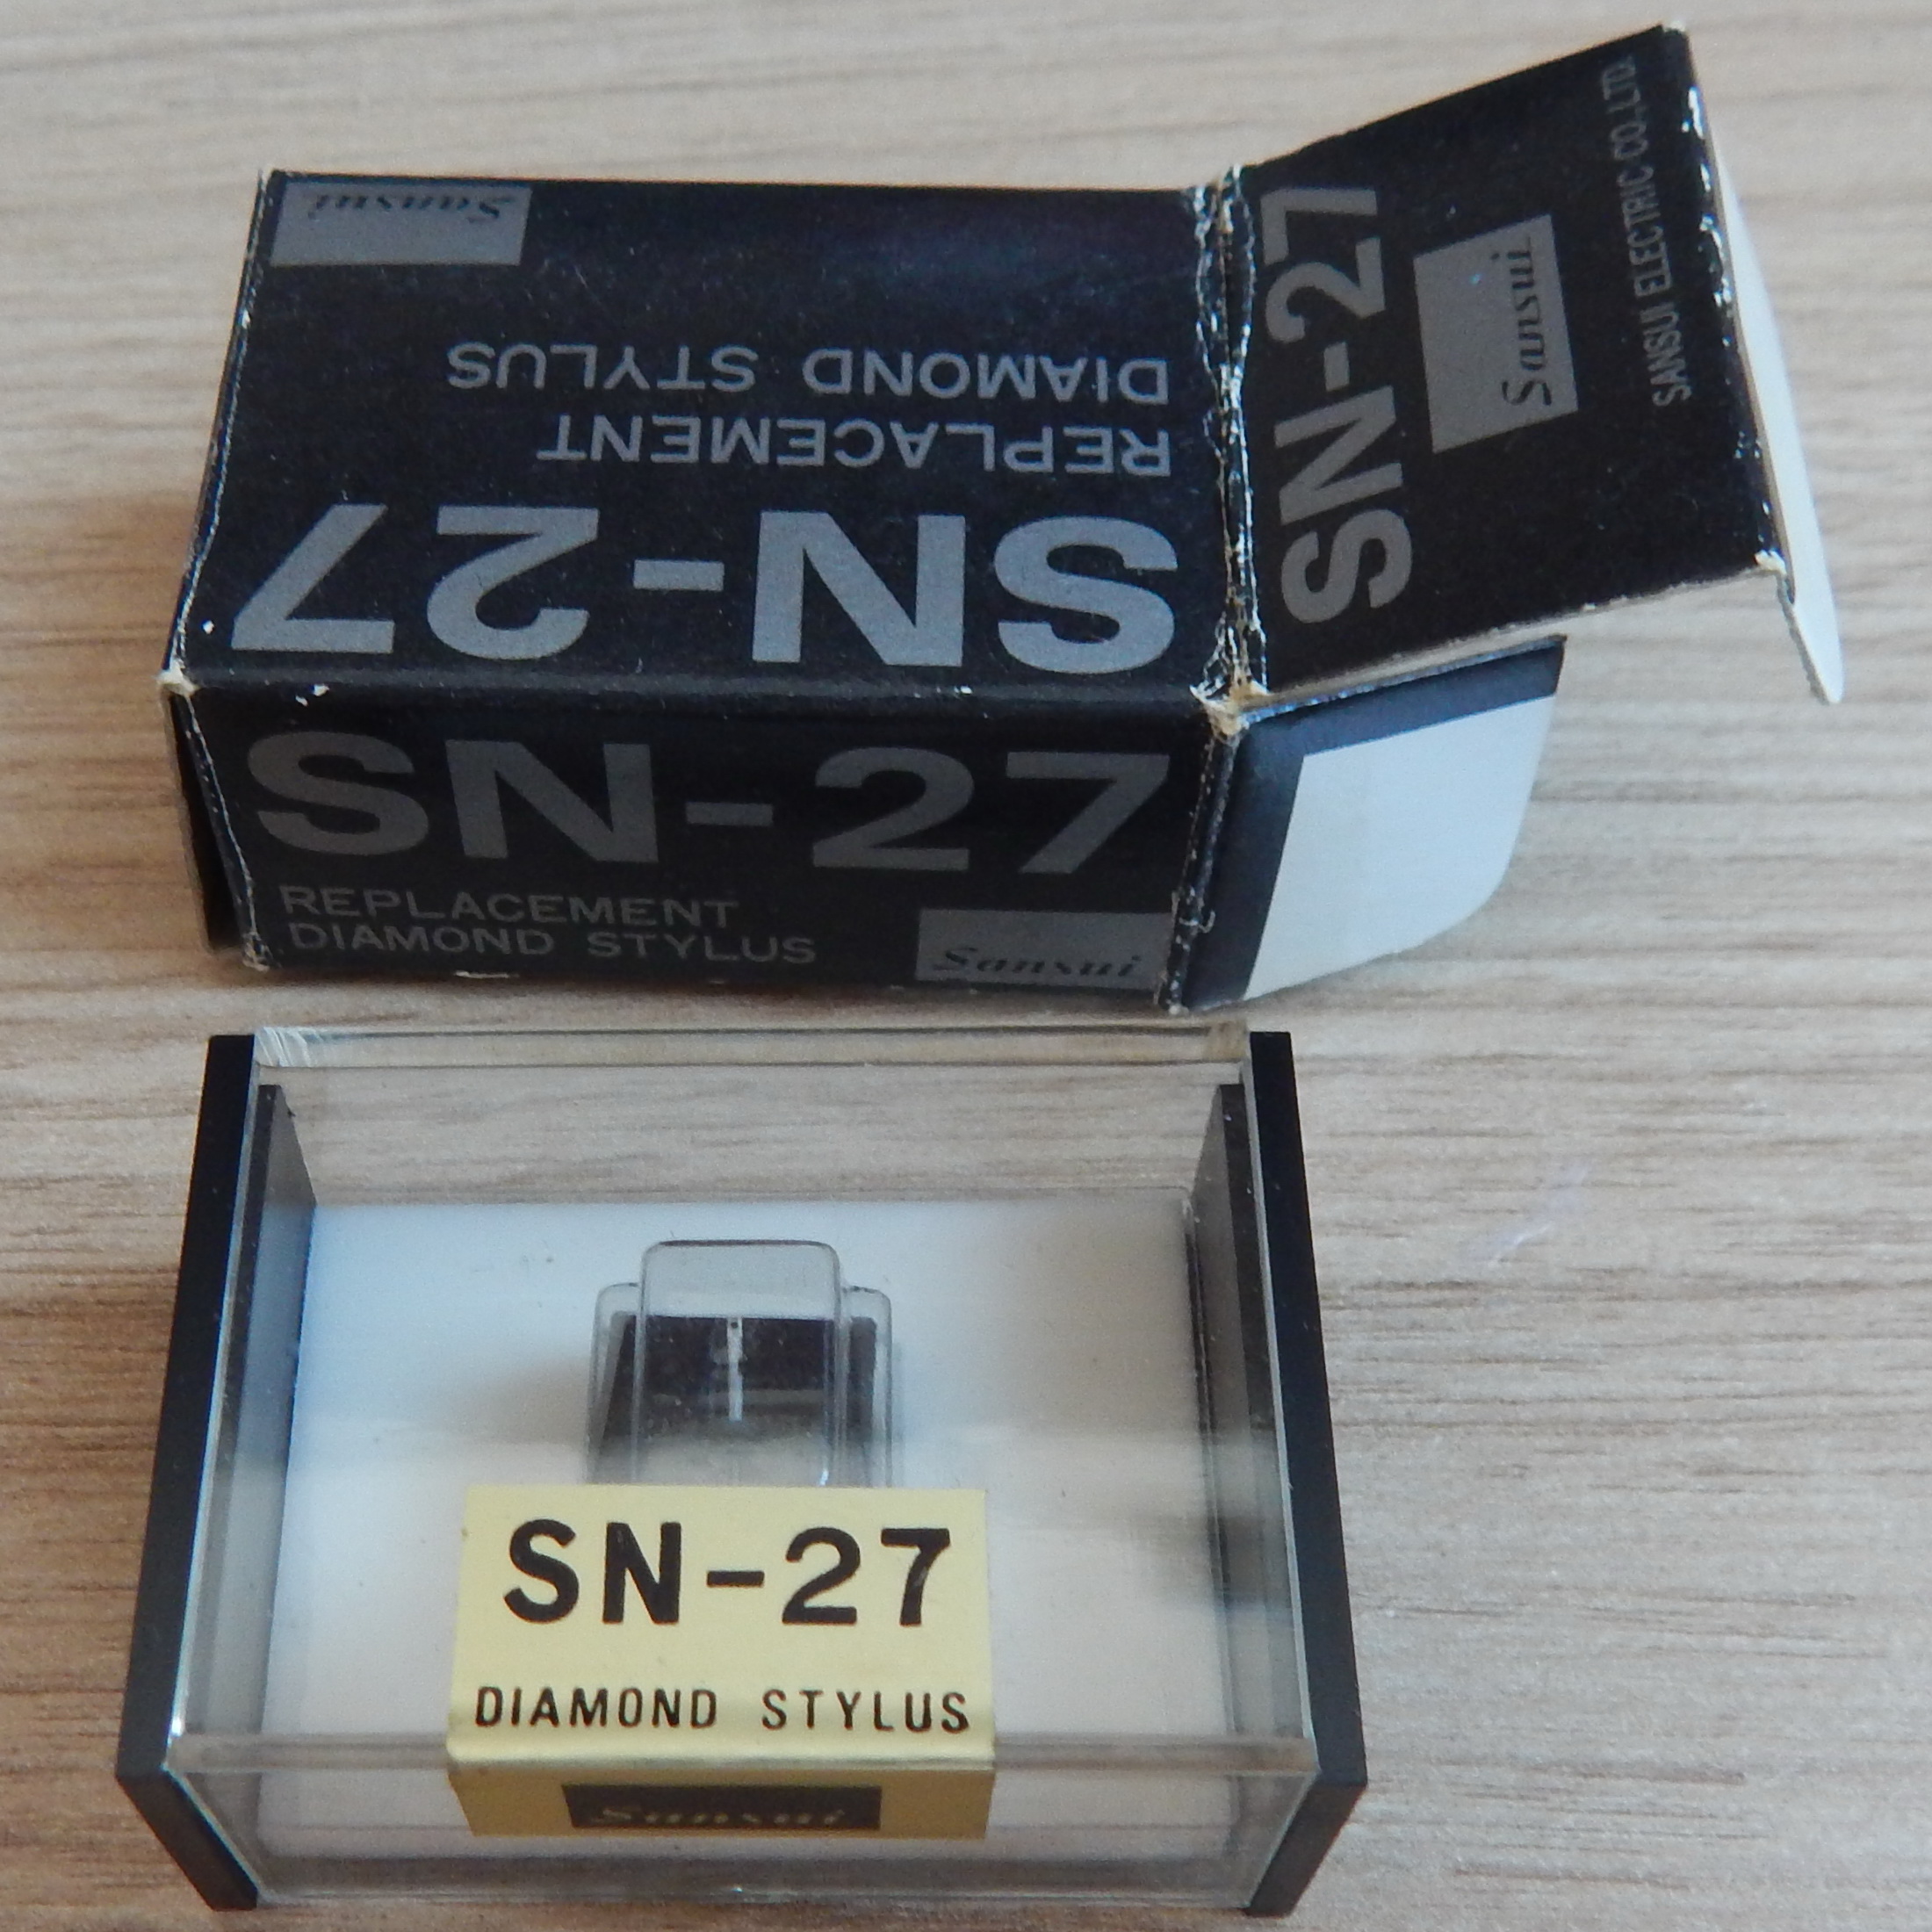 Sansui
DIAMOND STYLUS
REPLACEMENT
SN-27
SN-27
Sansui
SANSUI ELECTRIC CO.,LTD.
SN-27
REPLACEMENT
DIAMOND STYLUS
Sansui
SN-27
DIAMOND STYLUS
Sansui